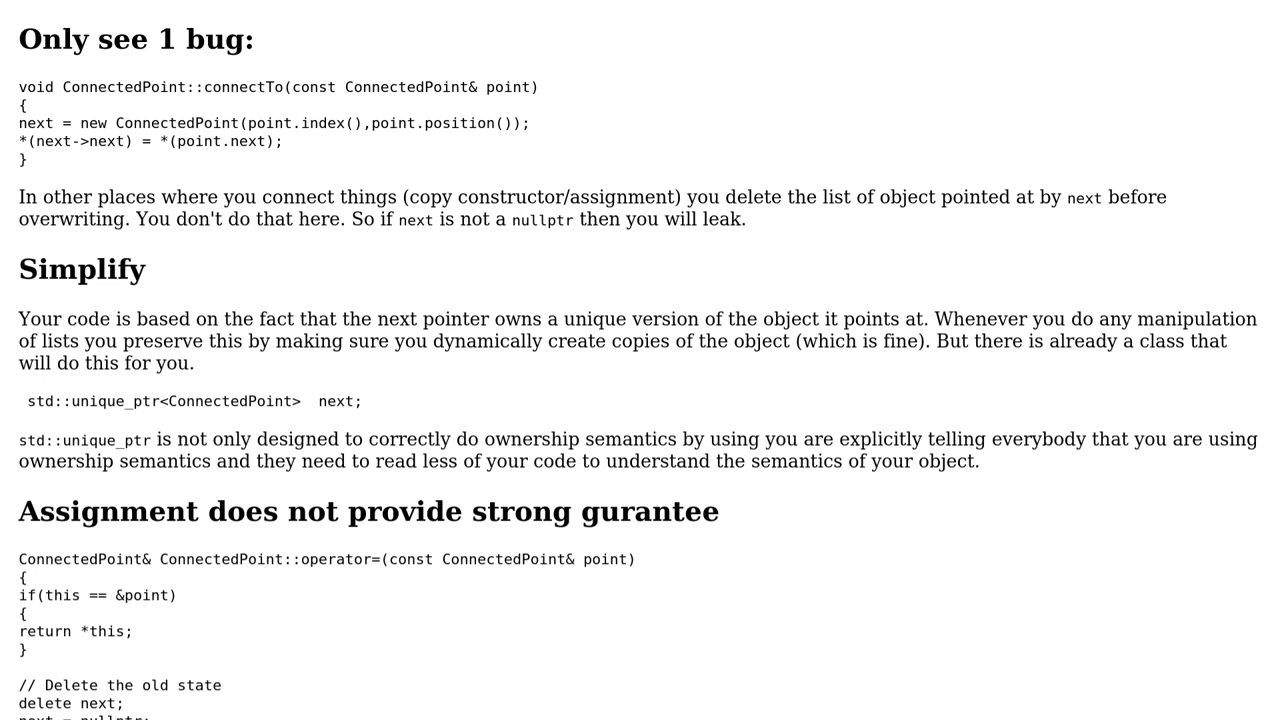 Only see 1 bug:
void ConnectedPoint::connectTo(const ConnectedPoint& point)
{
next = new ConnectedPoint(point.index(),point.position());
*(next->next) = *(point.next);
}
In other places where you connect things (copy constructor/assignment) you delete the list of object pointed at by next before
overwriting. You don't do that here. So if next is not a nullptr then you will leak.
Simplify
Your code is based on the fact that the next pointer owns a unique version of the object it points at. Whenever you do any manipulation
of lists you preserve this by making sure you dynamically create copies of the object (which is fine). But there is already a class that
will do this for you.
std::unique_ptr<ConnectedPoint>  next;
std::unique_ptr is not only designed to correctly do ownership semantics by using you are explicitly telling everybody that you are using
ownership semantics and they need to read less of your code to understand the semantics of your object.
Assignment does not provide strong gurantee
ConnectedPoint& ConnectedPoint::operator=(const ConnectedPoint& point)
{
if(this == &point)
{
return *this;
}
// Delete the old state
delete next;
next = nullptr;